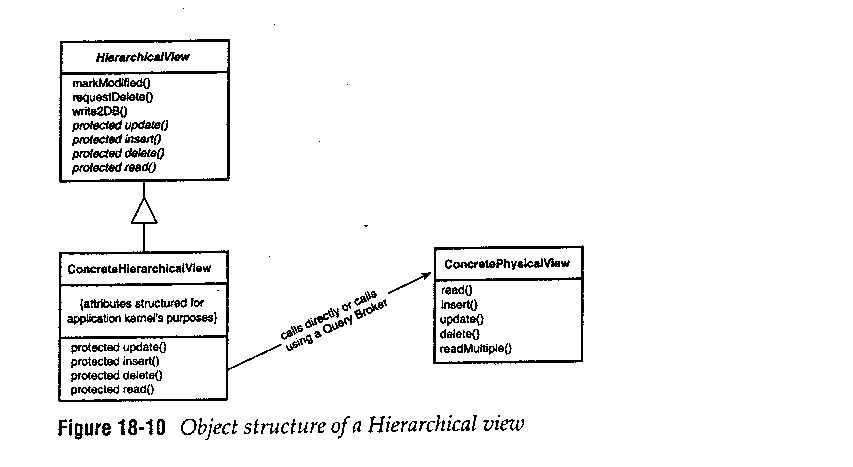 HierarchicalView
markModified()
requestDelete()
write2DB()
protected update()
protected insert()
protected delete()
protected read()
ConcreteHierarchicalView
{attributes structured for
application kernel's purposes}
protected update()
protected insert()
protected delete()
protected read()
calls directly or calls
using a Query Broker
ConcretePhysicalView
read()
insert()
update()
delete()
readMultiple()
Figure 18-10 Object structure of a Hierarchical view